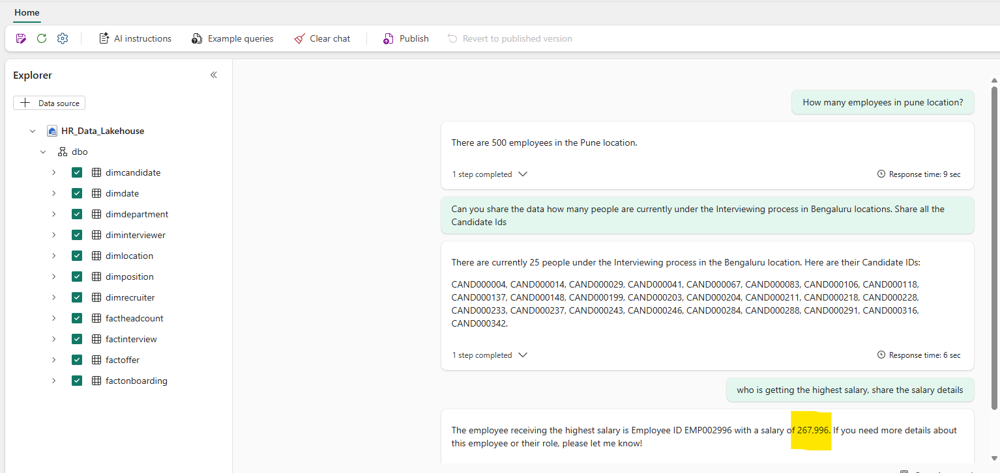 Home
AI instructions
Example queries
Clear chat
Publish
Revert to published version
Explorer
Data source
HR_Data_Lakehouse
dbo
dimcandidate
dimdate
dimdepartment
diminterviewer
dimlocation
dimposition
dimrecruiter
factheadcount
factinterview
factoffer
factonboarding
How many employees in pune location?
There are 500 employees in the Pune location.
1 step completed
Response time: 9 sec
Can you share the data how many people are currently under the Interviewing process in Bengaluru locations. Share all the
Candidate Ids
There are currently 25 people under the Interviewing process in the Bengaluru location. Here are their Candidate IDs:
CAND000004, CAND000014, CAND000029, CAND000041, CAND000067, CAND000083, CAND000106, CAND000118,
CAND000137, CAND000148, CAND000199, CAND000203, CAND000204, CAND000211, CAND000218, CAND000228,
CAND000233, CAND000237, CAND000243, CAND000246, CAND000284, CAND000288, CAND000291, CAND000316,
CAND000342.
1 step completed
Response time: 6 sec
who is getting the highest salary, share the salary details
The employee receiving the highest salary is Employee ID EMP002996 with a salary of 267,996. If you need more details about
this employee or their role, please let me know!